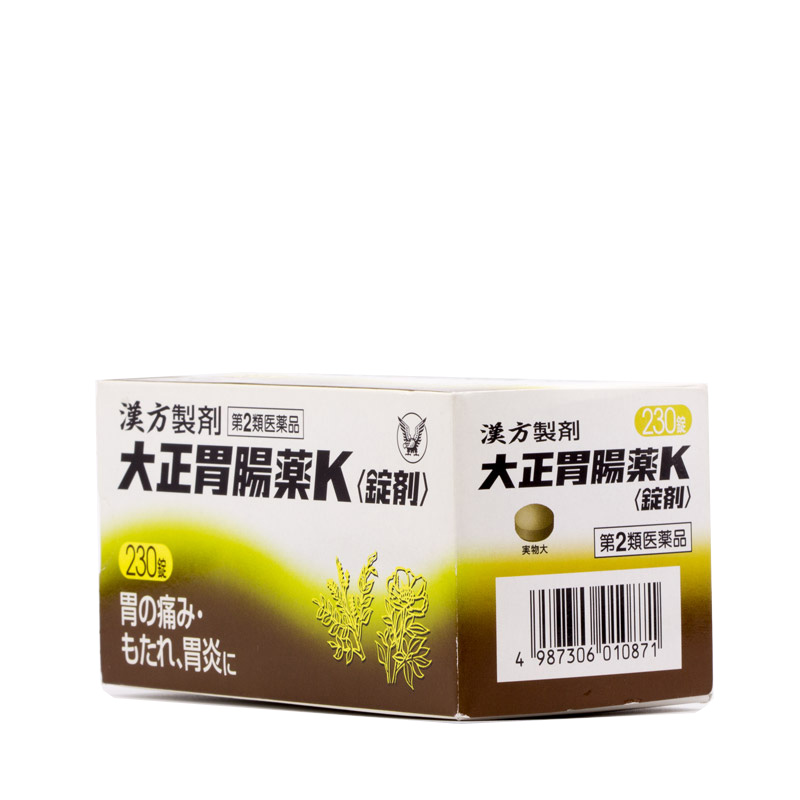 漢方製剤 第2類医薬品
大正胃腸薬K〈錠剤〉
230錠
胃の痛み・
もたれ、胃炎に
230錠
漢方製剤
大正胃腸薬K
〈錠剤〉
実物大
第2類医薬品
4 987306 010871